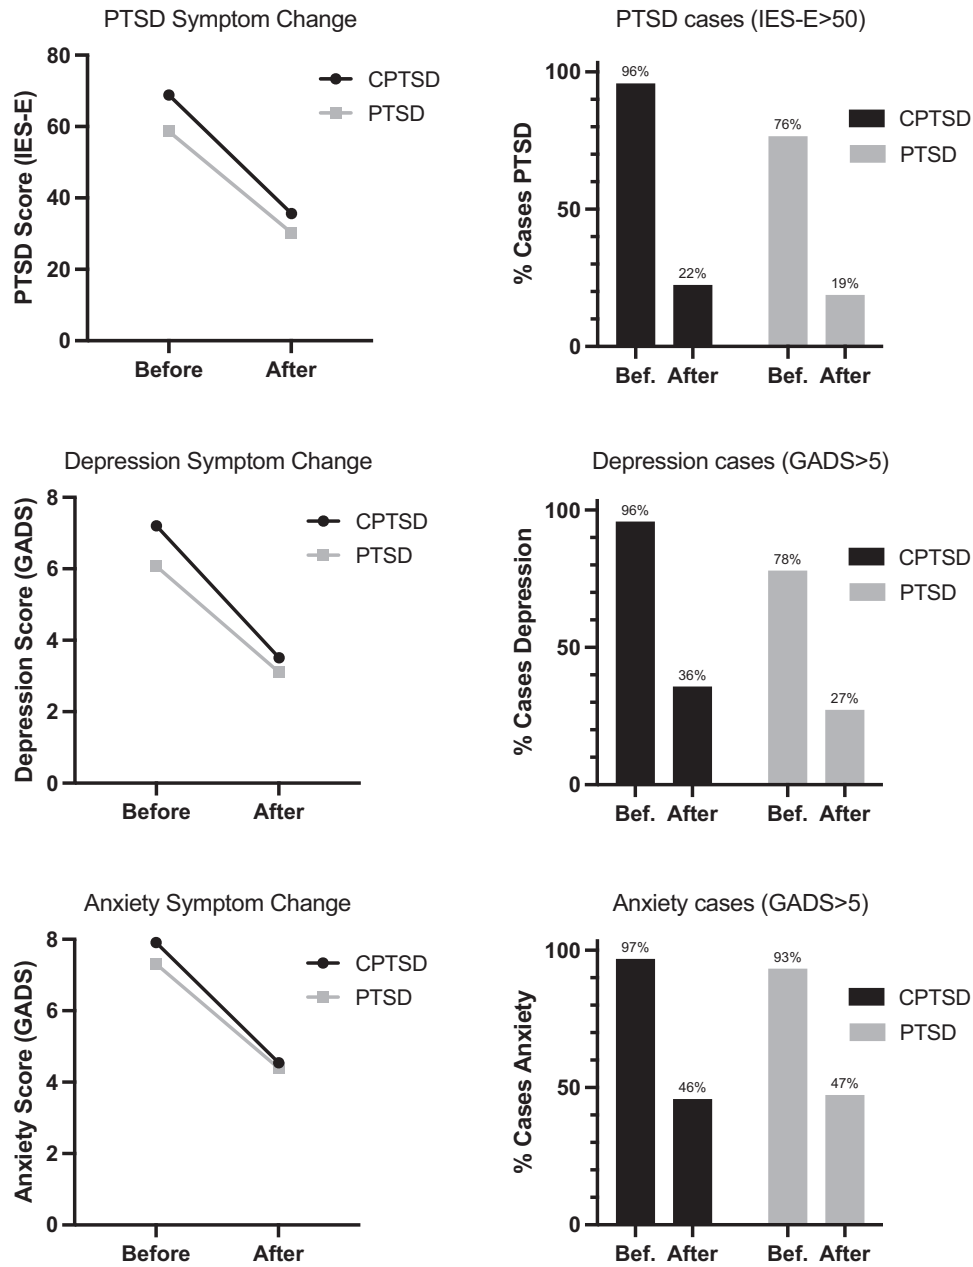 PTSD Symptom Change
PTSD Score (IES-E)
80
60
40
20
0
Before After
CPTSD
PTSD
PTSD cases (IES-E>50)
% Cases PTSD
100
50
0
96%
22%
76%
19%
Bef. After Bef. After
CPTSD
PTSD
Depression Symptom Change
Depression Score (GADS)
8
6
4
2
0
Before After
CPTSD
PTSD
Depression cases (GADS>5)
% Cases Depression
100
50
0
96%
36%
78%
27%
Bef. After Bef. After
CPTSD
PTSD
Anxiety Symptom Change
Anxiety Score (GADS)
8
6
4
2
0
Before After
CPTSD
PTSD
Anxiety cases (GADS>5)
% Cases Anxiety
100
50
0
97%
46%
93%
47%
Bef. After Bef. After
CPTSD
PTSD